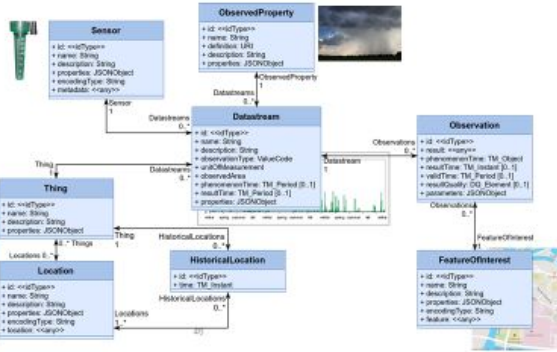 ObservedProperty
+ id: <<idType>>
+ name: String
+ definition: URI
+ description: String
+ properties: JSONObject
Sensor
+ id: <<idType>>
+ name: String
+ description: String
+ properties: JSONObject
+ encodingType: String
+ metadata: <<any>>
ObservedProperty
1
Datastreams
0..*
Sensor
1
Datastreams
0..*
Datastream
+ id: <<idType>>
+ name: String
+ description: String
+ observationType: ValueCode
+ unitOfMeasurement
+ observedArea
+ phenomenonTime: TM_Period [0..1]
+ resultTime: TM_Period [0..1]
+ properties: JSONObject
Observations
0..*
Datastream
1
Observation
+ id: <<idType>>
+ result: <<any>>
+ phenomenonTime: TM_Object
+ resultTime: TM_Instant [0..1]
+ validTime: TM_Period [0..1]
+ resultQuality: DQ_Element [0..1]
+ parameters: JSONObject
Thing
1
Datastreams
0..*
Thing
+ id: <<idType>>
+ name: String
+ description: String
+ properties: JSONObject
Observations
0..*
0..* Things
Locations 0..*
Thing
1
HistoricalLocations
0..*
FeatureOfInterest
1
Location
+ id: <<idType>>
+ name: String
+ description: String
+ properties: JSONObject
+ encodingType: String
+ location: <<any>>
HistoricalLocation
+ id: <<idType>>
+ time: TM_Instant
HistoricalLocations
0..*
Locations
1..*
FeatureOfInterest
+ id: <<idType>>
+ name: String
+ description: String
+ properties: JSONObject
+ encodingType: String
+ feature: <<any>>